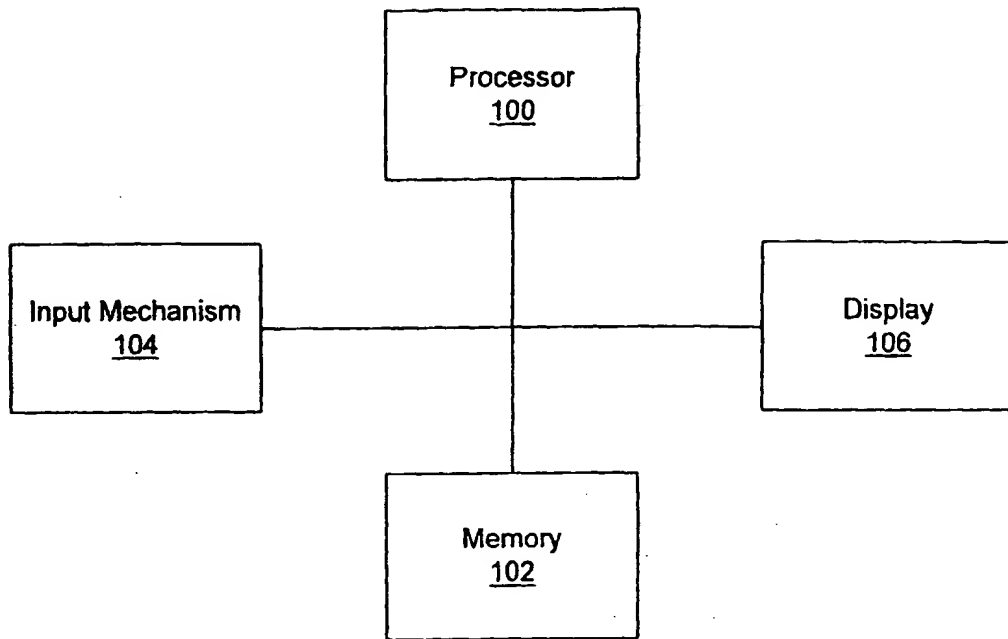 Processor
100
Input Mechanism
104
Display
106
Memory
102